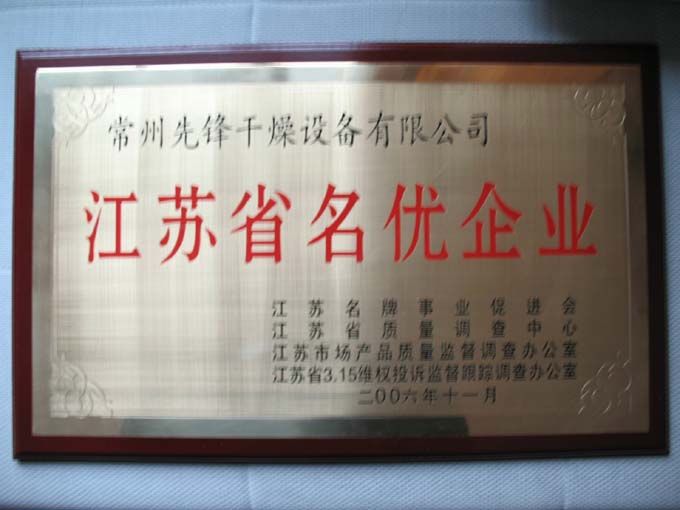 常州先锋干燥设备有限公司
江苏省名优企业
江苏名牌事业促进会
江苏省质量调查中心
江苏市场产品质量监督调查办公室
江苏省3.15维权投诉监督跟踪调查办公室
二00六年十一月